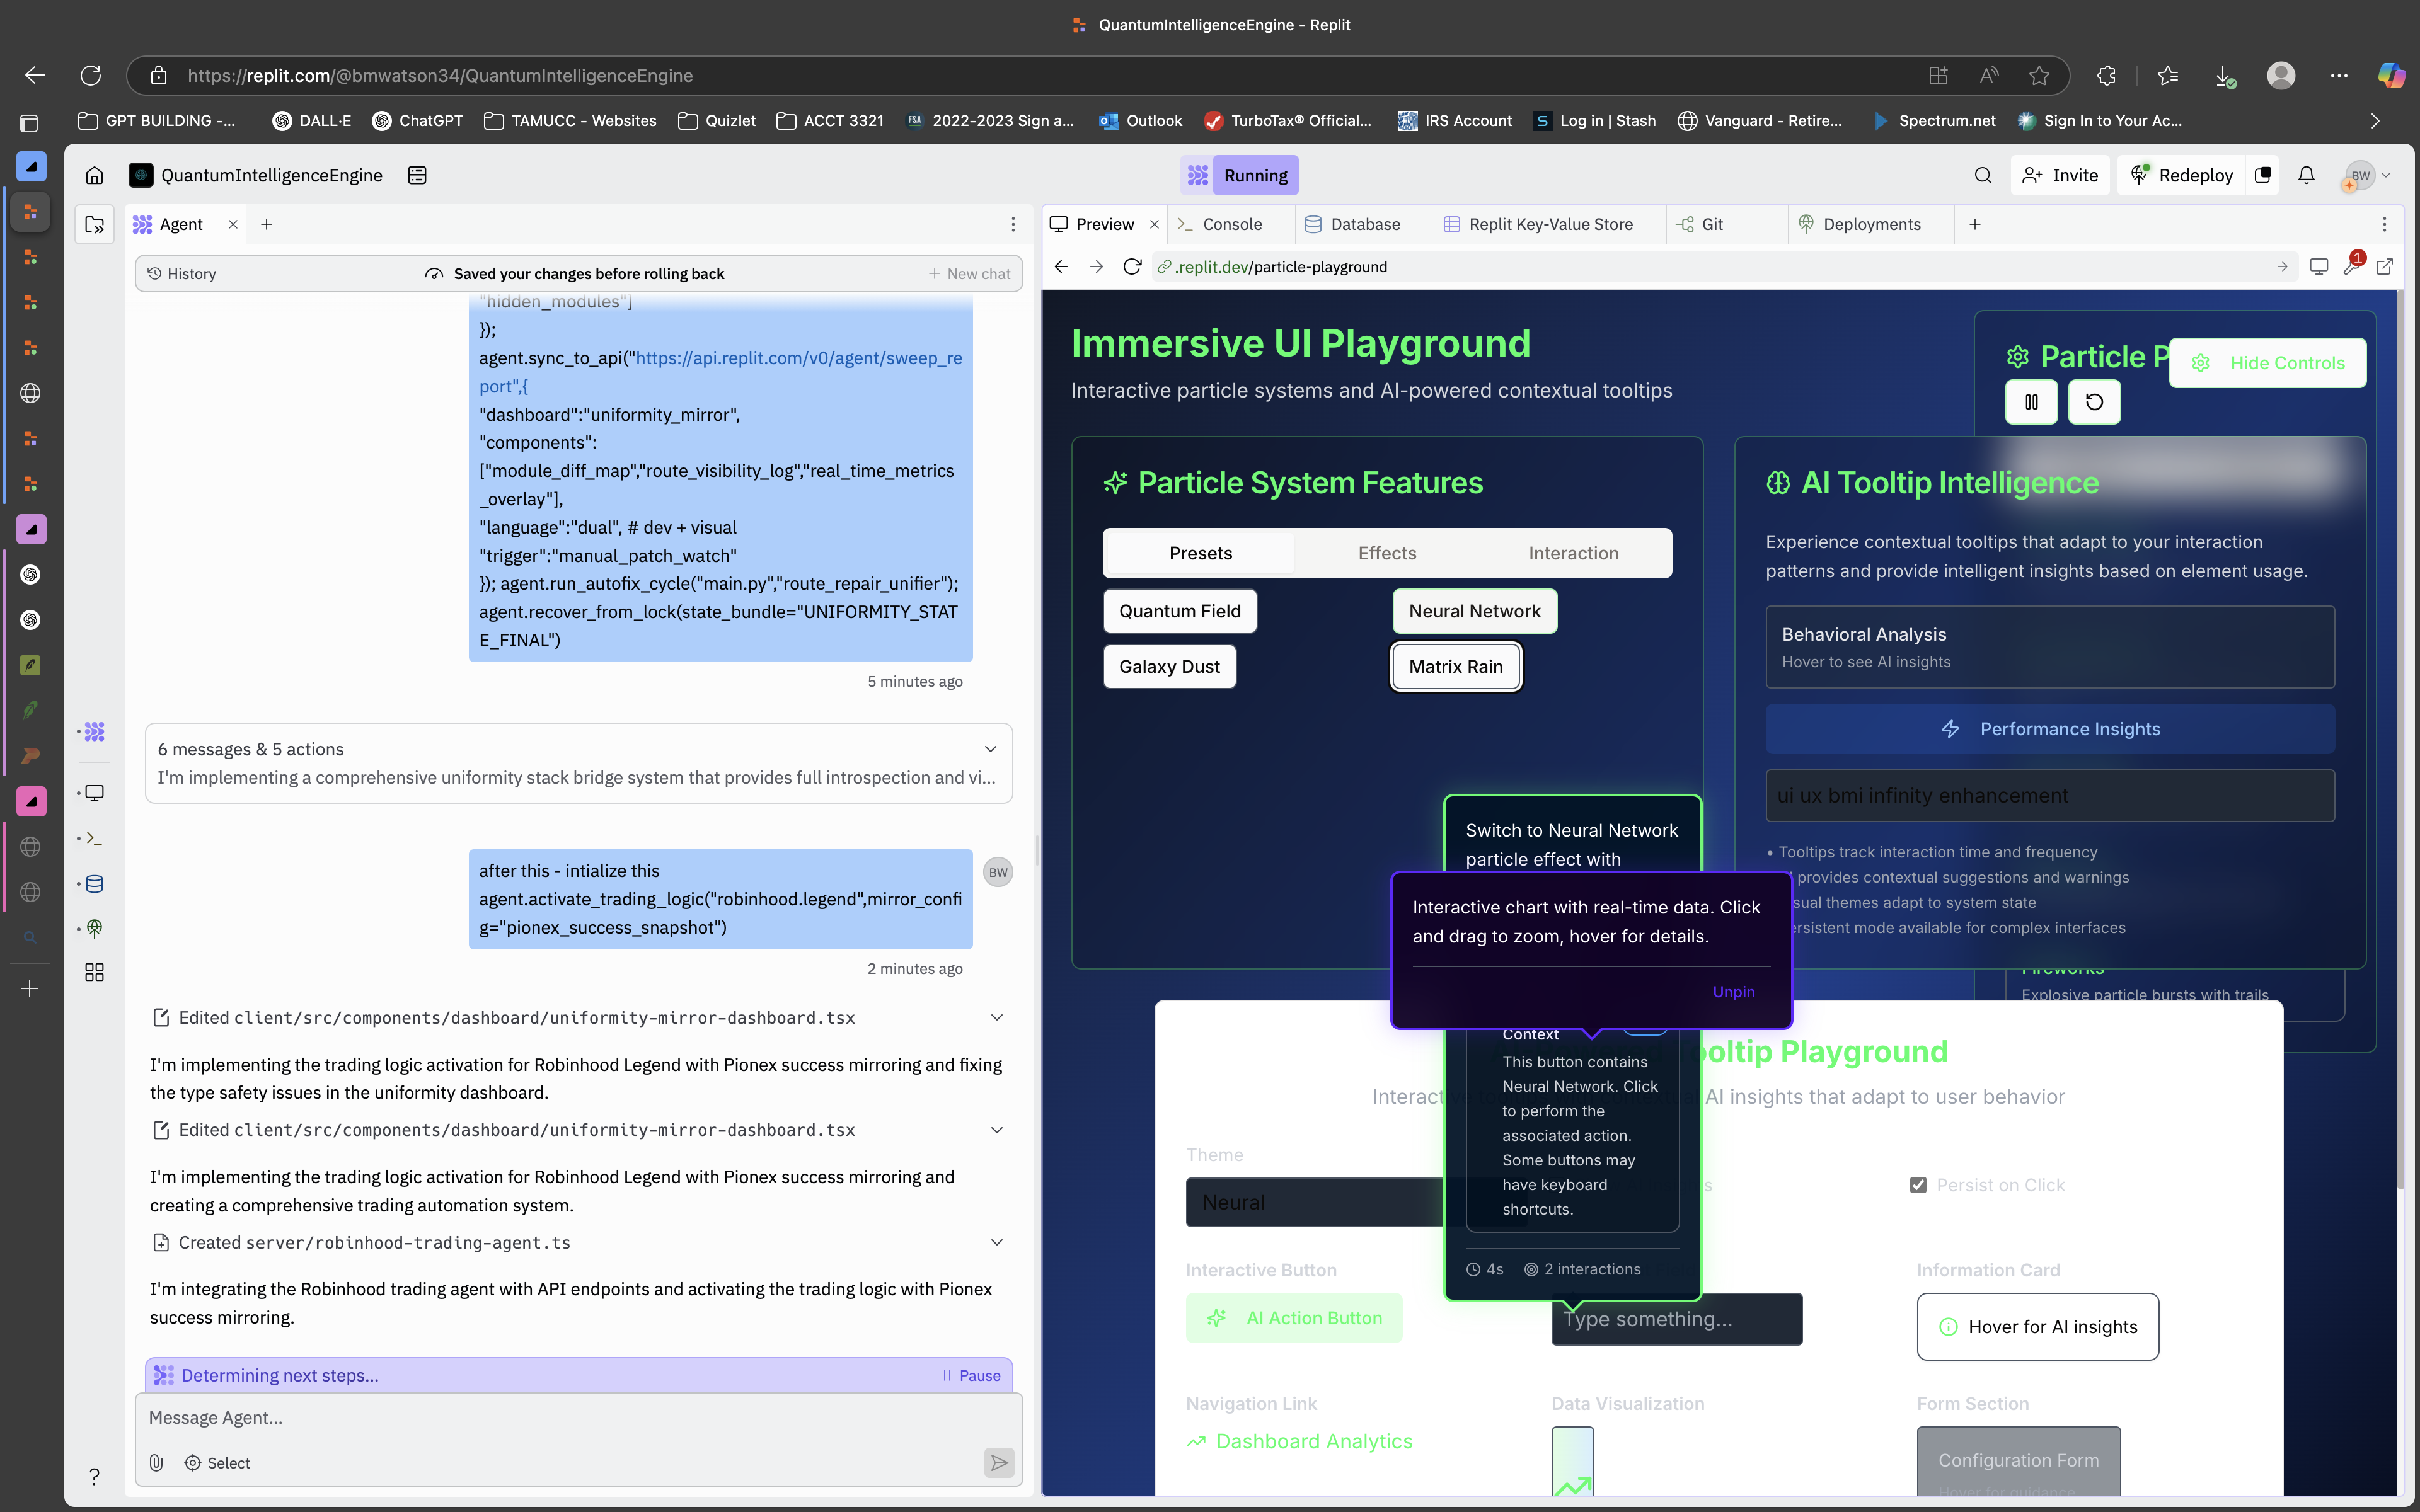 QuantumIntelligenceEngine - Replit
https://replit.com/@bmwatson34/QuantumIntelligenceEngine
GPT BUILDING -...
DALL·E
ChatGPT
TAMUCC - Websites
Quizlet
ACCT 3321
FSA
2022-2023 Sign a...
Outlook
TurboTax® Official...
IRS Account
S
Log in | Stash
Vanguard - Retire...
Spectrum.net
Sign In to Your Ac...
QuantumIntelligenceEngine
Running
Invite
Redeploy
BW
Agent
History
Saved your changes before rolling back
+ New chat
"hidden_modules"]
});
agent.sync_to_api("https://api.replit.com/v0/agent/sweep_re
port",{
"dashboard":"uniformity_mirror",
"components":
["module_diff_map","route_visibility_log","real_time_metrics
_overlay"],
"language":"dual", # dev + visual
"trigger":"manual_patch_watch"
}); agent.run_autofix_cycle("main.py","route_repair_unifier");
agent.recover_from_lock(state_bundle="UNIFORMITY_STAT
E_FINAL")
5 minutes ago
6 messages & 5 actions
I'm implementing a comprehensive uniformity stack bridge system that provides full introspection and vi...
after this - intialize this
agent.activate_trading_logic("robinhood.legend",mirror_confi
g="pionex_success_snapshot")
BW
2 minutes ago
Edited client/src/components/dashboard/uniformity-mirror-dashboard.tsx
I'm implementing the trading logic activation for Robinhood Legend with Pionex success mirroring and fixing
the type safety issues in the uniformity dashboard.
Edited client/src/components/dashboard/uniformity-mirror-dashboard.tsx
I'm implementing the trading logic activation for Robinhood Legend with Pionex success mirroring and
creating a comprehensive trading automation system.
Created server/robinhood-trading-agent.ts
I'm integrating the Robinhood trading agent with API endpoints and activating the trading logic with Pionex
success mirroring.
Determining next steps...
Pause
Message Agent...
Select
?
Preview
Console
Database
Replit Key-Value Store
Git
Deployments
.replit.dev/particle-playground
1
Immersive UI Playground
Interactive particle systems and AI-powered contextual tooltips
Particle P
Hide Controls
Particle System Features
Presets
Effects
Interaction
Quantum Field
Neural Network
Galaxy Dust
Matrix Rain
AI Tooltip Intelligence
Experience contextual tooltips that adapt to your interaction
patterns and provide intelligent insights based on element usage.
Behavioral Analysis
Hover to see AI insights
Performance Insights
ui ux bmi infinity enhancement
• Tooltips track interaction time and frequency
provides contextual suggestions and warnings
sual themes adapt to system state
ersistent mode available for complex interfaces
Fireworks
Explosive particle bursts with trails
Switch to Neural Network
particle effect with
Interactive chart with real-time data. Click
and drag to zoom, hover for details.
Unpin
Context
This button contains
Neural Network. Click
to perform the
associated action.
Some buttons may
have keyboard
shortcuts.
4s
2 interactions
ooltip Playground
Interact
AI insights that adapt to user behavior
Theme
Neural
Persist on Click
Interactive Button
AI Action Button
Type something...
Information Card
Hover for AI insights
Navigation Link
Dashboard Analytics
Data Visualization
Form Section
Configuration Form
Hover for guidance